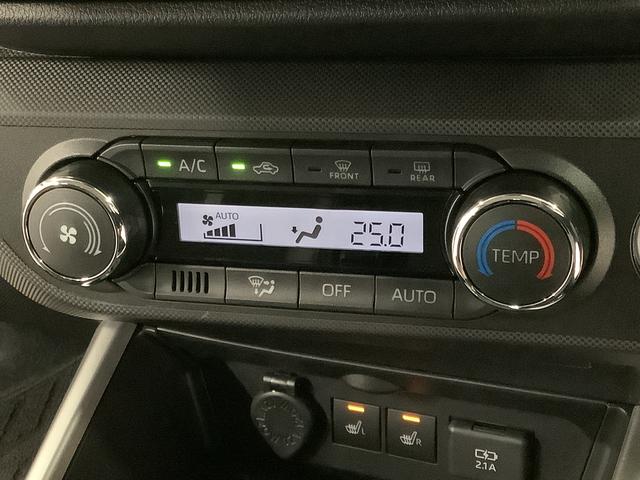 A/C
FRONT
REAR
AUTO
25.0
TEMP
OFF
AUTO
L
R
2.1A